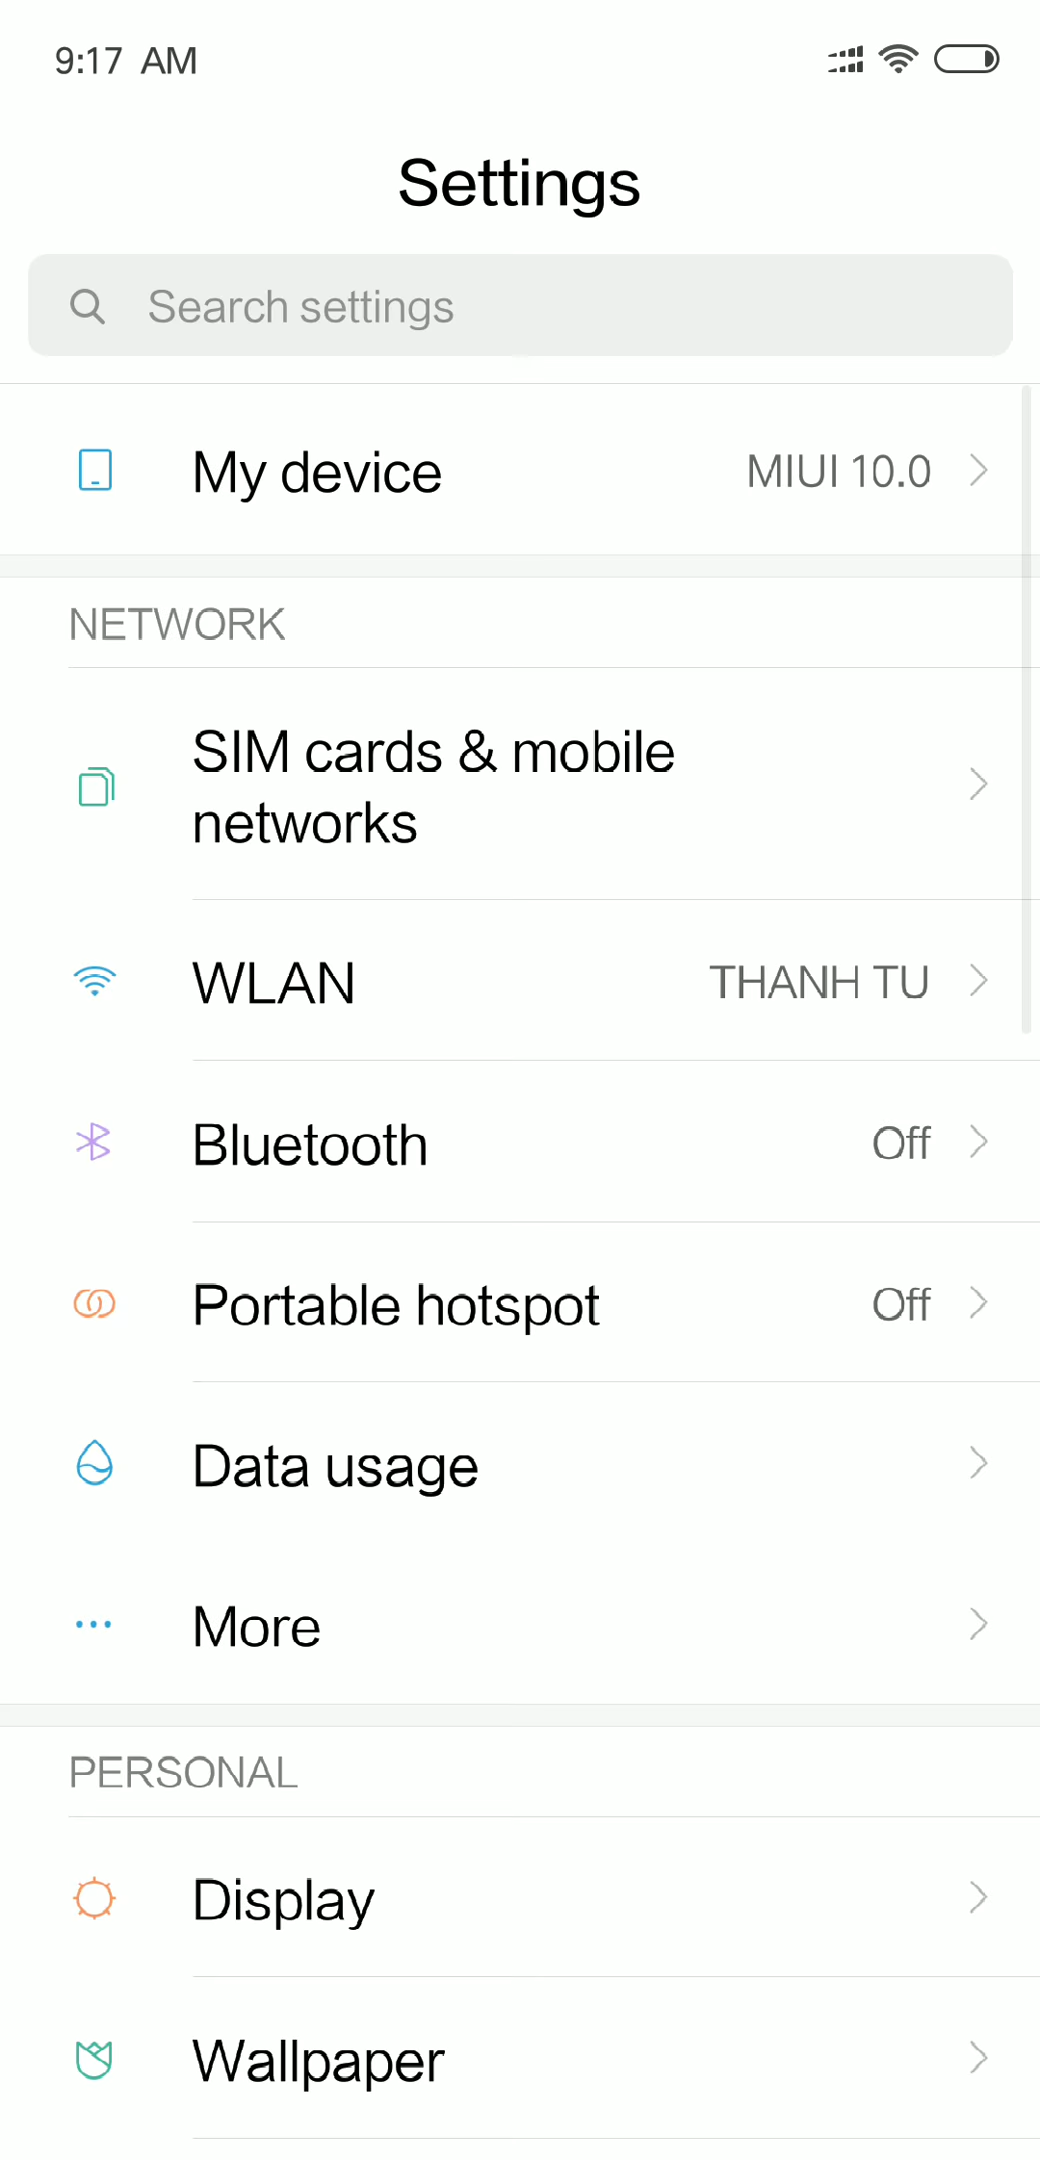 9:17 AM
Settings
Search settings
My device MIUI 10.0
NETWORK
SIM cards & mobile
networks
WLAN THANH TU
Bluetooth Off
Portable hotspot Off
Data usage
More
PERSONAL
Display
Wallpaper